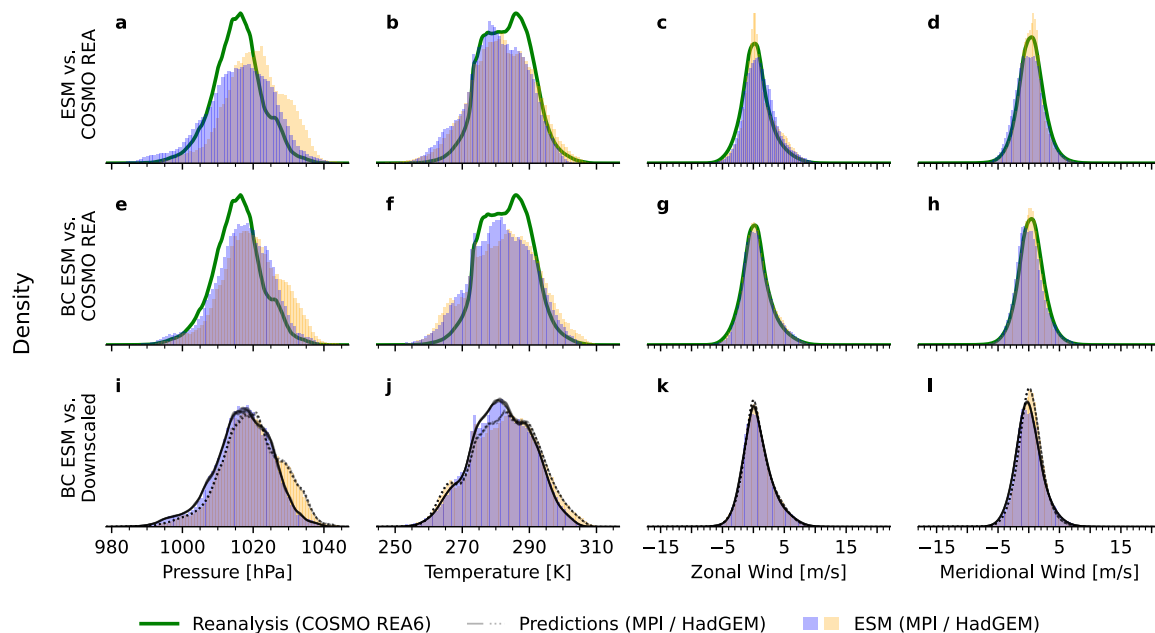 a b c d
ESM vs.
COSMO REA
e f g h
BC ESM vs.
COSMO REA
Density
i j k l
BC ESM vs.
Downscaled
980 1000 1020 1040 250 270 290 310 −15 −5 5 15 −15 −5 5 15
Pressure [hPa] Temperature [K] Zonal Wind [m/s] Meridional Wind [m/s]
Reanalysis (COSMO REA6) Predictions (MPI / HadGEM) ESM (MPI / HadGEM)